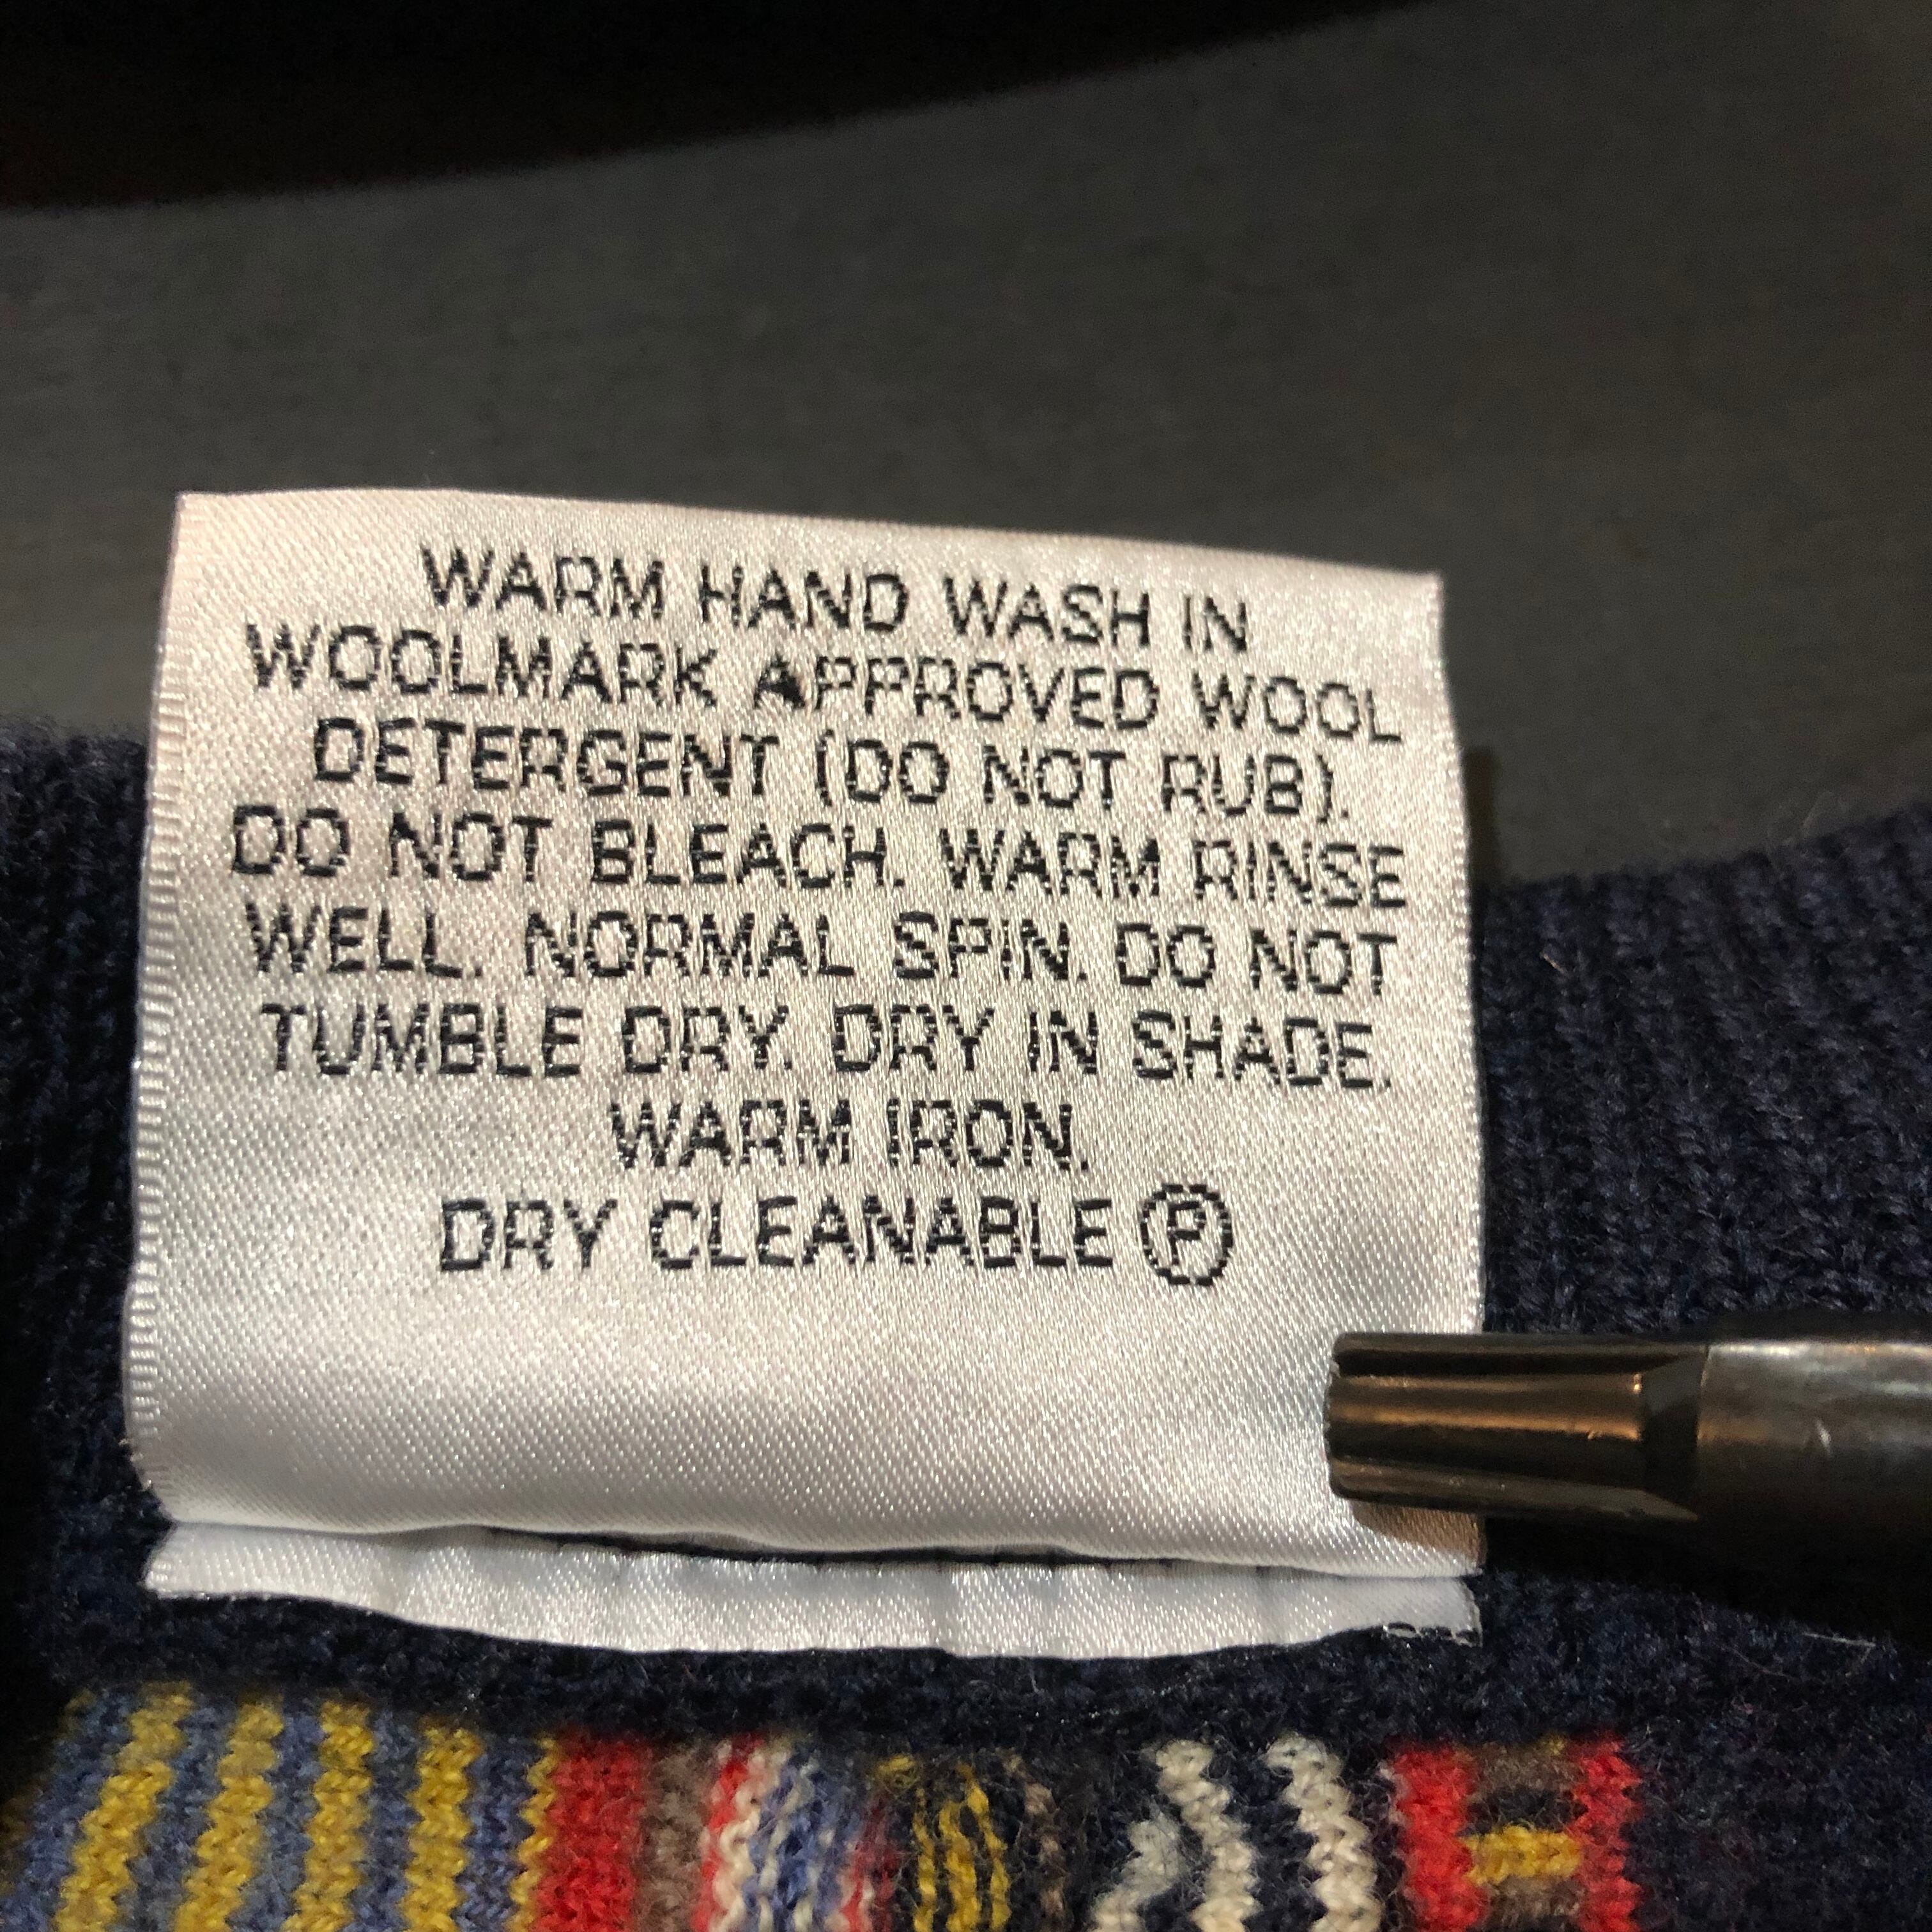 WARM HAND WASH IN
WOOLMARK APPROVED WOOL
DETERGENT (DO NOT RUB).
DO NOT BLEACH. WARM RINSE
WELL. NORMAL SPIN. DO NOT
TUMBLE DRY. DRY IN SHADE.
WARM IRON.
DRY CLEANABLE Ⓟ